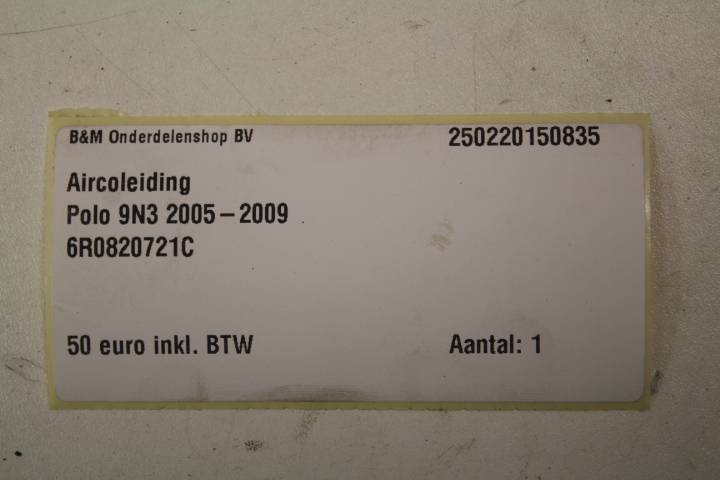 B&M Onderdelenshop BV 250220150835
Aircoleiding
Polo 9N3 2005–2009
6R0820721C
50 euro inkl. BTW Aantal: 1